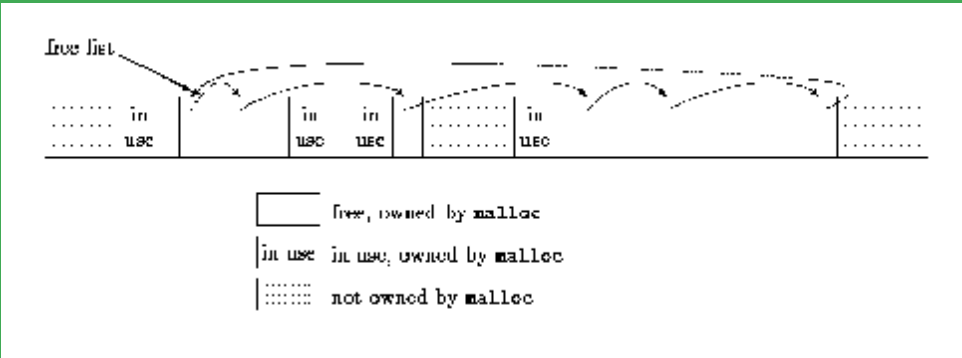 free list
in in in in
use use use use
free, owned by malloc
in use in use, owned by malloc
not owned by malloc